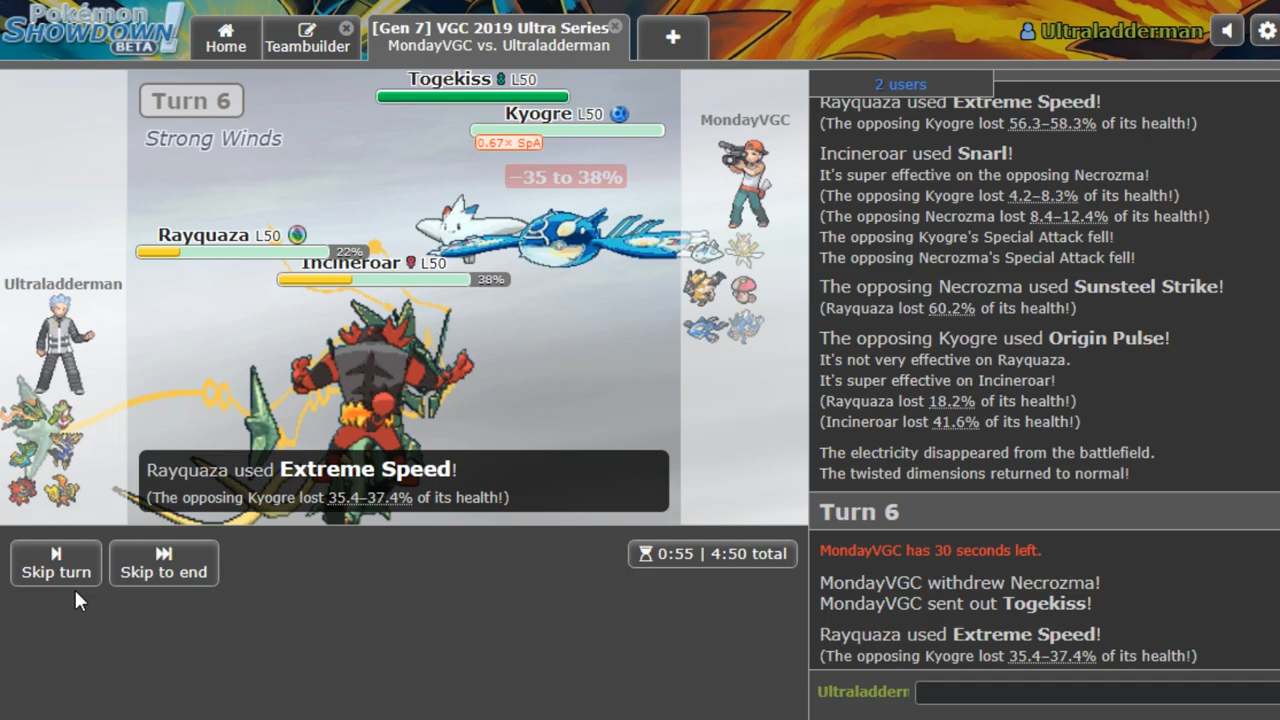 Pokémon
SHOWDOWN!
BETA
Home
Teambuilder
[Gen 7] VGC 2019 Ultra Series
MondayVGC vs. Ultraladderman
Ultraladderman
Turn 6
Strong Winds
Togekiss L50
Kyogre L50
0.67× SpA
−35 to 38%
Rayquaza L50
22%
Incineroar L50
38%
MondayVGC
Ultraladderman
Rayquaza used Extreme Speed!
(The opposing Kyogre lost 35.4–37.4% of its health!)
Skip turn
Skip to end
0:55 | 4:50 total
2 users
Rayquaza used Extreme Speed!
(The opposing Kyogre lost 56.3–58.3% of its health!)
Incineroar used Snarl!
It's super effective on the opposing Necrozma!
(The opposing Kyogre lost 4.2–8.3% of its health!)
(The opposing Necrozma lost 8.4–12.4% of its health!)
The opposing Kyogre's Special Attack fell!
The opposing Necrozma's Special Attack fell!
The opposing Necrozma used Sunsteel Strike!
(Rayquaza lost 60.2% of its health!)
The opposing Kyogre used Origin Pulse!
It's not very effective on Rayquaza.
It's super effective on Incineroar!
(Rayquaza lost 18.2% of its health!)
(Incineroar lost 41.6% of its health!)
The electricity disappeared from the battlefield.
The twisted dimensions returned to normal!
Turn 6
MondayVGC has 30 seconds left.
MondayVGC withdrew Necrozma!
MondayVGC sent out Togekiss!
Rayquaza used Extreme Speed!
(The opposing Kyogre lost 35.4–37.4% of its health!)
Ultraladdern